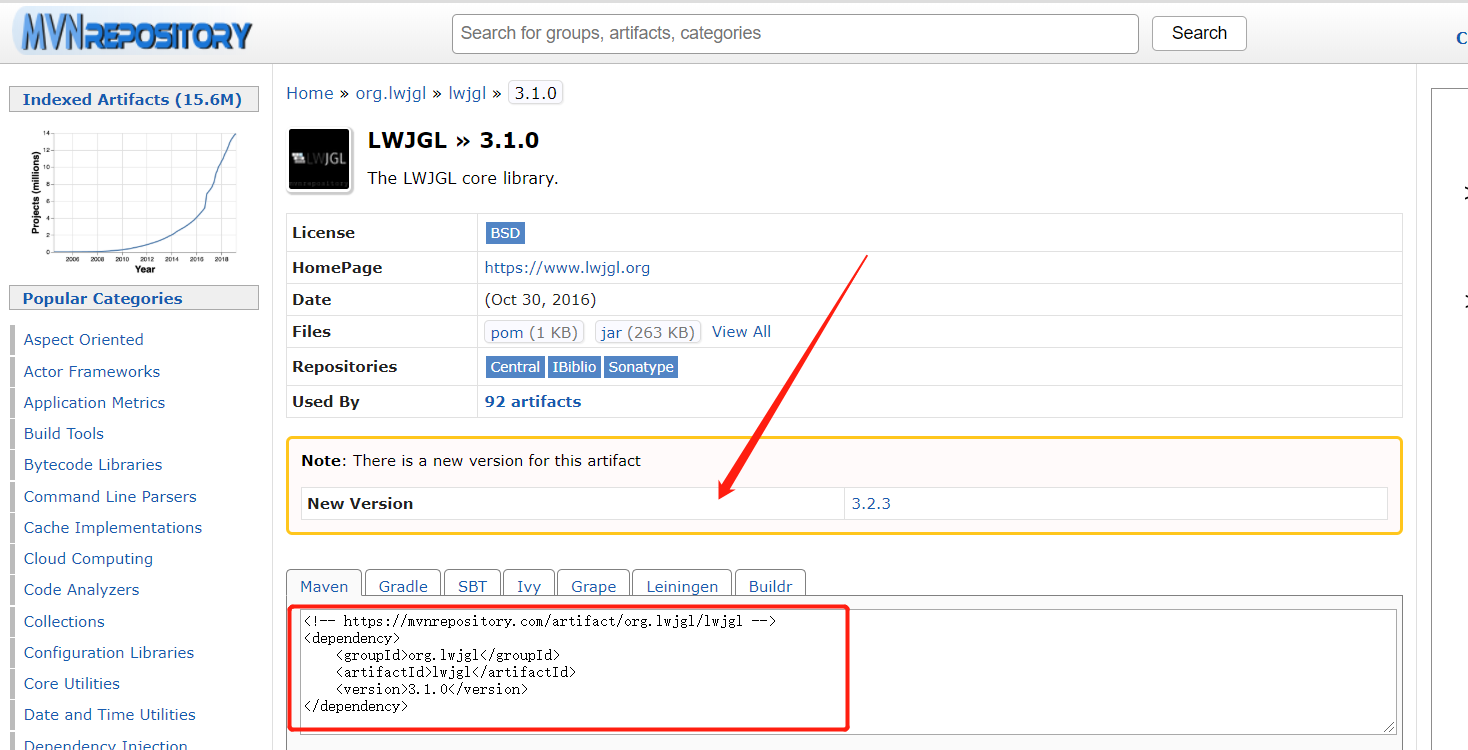 MVNREPOSITORY
Search for groups, artifacts, categories
Search
C
Indexed Artifacts (15.6M)
14
12
10
8
6
4
2
0
Projects (millions)
2006 2008 2010 2012 2014 2016 2018
Year
Popular Categories
Aspect Oriented
Actor Frameworks
Application Metrics
Build Tools
Bytecode Libraries
Command Line Parsers
Cache Implementations
Cloud Computing
Code Analyzers
Collections
Configuration Libraries
Core Utilities
Date and Time Utilities
Dependency Injection
Home » org.lwjgl » lwjgl » 3.1.0
LWJGL
LWJGL » 3.1.0
The LWJGL core library.
License BSD
HomePage https://www.lwjgl.org
Date (Oct 30, 2016)
Files pom (1 KB) jar (263 KB) View All
Repositories Central IBiblio Sonatype
Used By 92 artifacts
Note: There is a new version for this artifact
New Version 3.2.3
Maven Gradle SBT Ivy Grape Leiningen Buildr
<!-- https://mvnrepository.com/artifact/org.lwjgl/lwjgl -->
<dependency>
    <groupId>org.lwjgl</groupId>
    <artifactId>lwjgl</artifactId>
    <version>3.1.0</version>
</dependency>